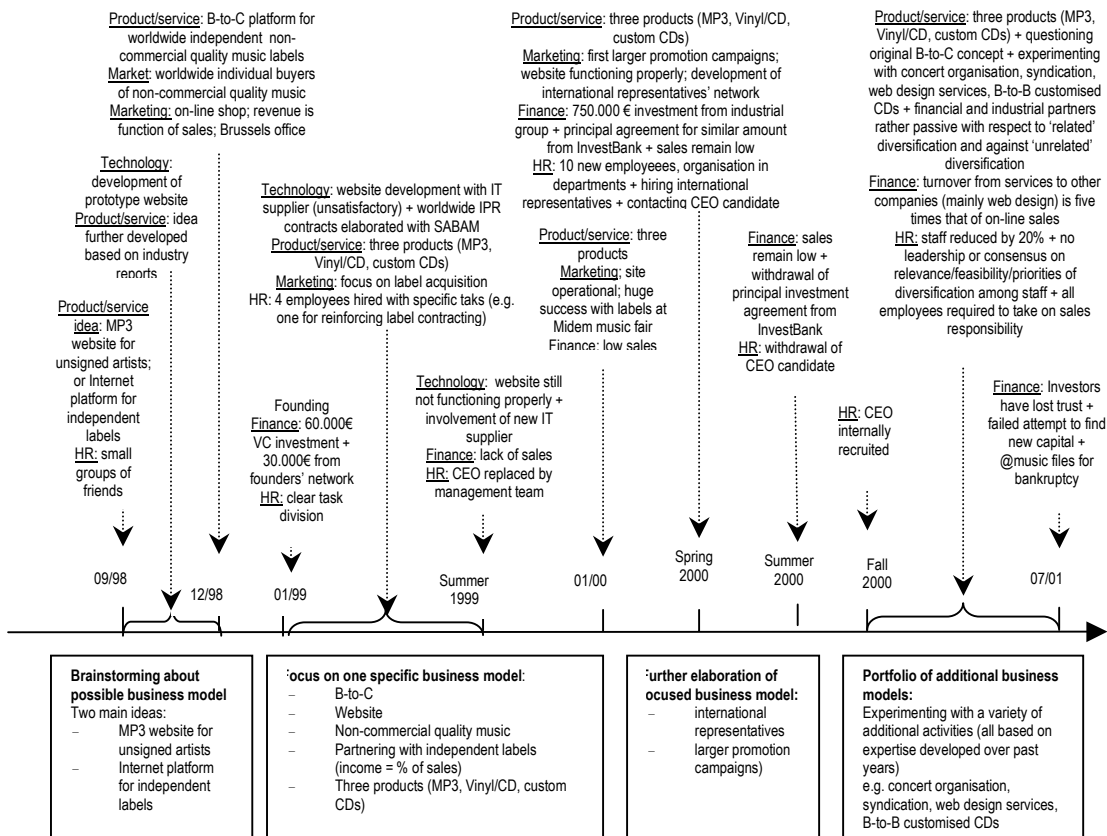 Product/service: B-to-C platform for
worldwide independent non-
commercial quality music labels
Market: worldwide individual buyers
of non-commercial quality music
Marketing: on-line shop; revenue is
function of sales; Brussels office
Product/service: three products (MP3, Vinyl/CD,
custom CDs)
Marketing: first larger promotion campaigns;
website functioning properly; development of
international representatives' network
Finance: 750.000 € investment from industrial
group + principal agreement for similar amount
from InvestBank + sales remain low
HR: 10 new employeees, organisation in
departments + hiring international
representatives + contacting CEO candidate
Product/service: three products (MP3,
Vinyl/CD, custom CDs) + questioning
original B-to-C concept + experimenting
with concert organisation, syndication,
web design services, B-to-B customised
CDs + financial and industrial partners
rather passive with respect to 'related'
diversification and against 'unrelated'
diversification
Finance: turnover from services to other
companies (mainly web design) is five
times that of on-line sales
HR: staff reduced by 20% + no
leadership or consensus on
relevance/feasibility/priorities of
diversification among staff + all
employees required to take on sales
responsibility
Technology:
development of
prototype website
Product/service: idea
further developed
based on industry
reports
Technology: website development with IT
supplier (unsatisfactory) + worldwide IPR
contracts elaborated with SABAM
Product/service: three products (MP3,
Vinyl/CD, custom CDs)
Marketing: focus on label acquisition
HR: 4 employees hired with specific taks (e.g.
one for reinforcing label contracting)
Product/service: three
products
Marketing; site
operational; huge
success with labels at
Midem music fair
Finance: low sales
Finance: sales
remain low +
withdrawal of
principal investment
agreement from
InvestBank
HR: withdrawal of
CEO candidate
Product/service
idea: MP3
website for
unsigned artists;
or Internet
platform for
independent
labels
HR: small
groups of
friends
Founding
Finance: 60.000€
VC investment +
30.000€ from
founders' network
HR: clear task
division
Technology: website still
not functioning properly +
involvement of new IT
supplier
Finance: lack of sales
HR: CEO replaced by
management team
HR: CEO
internally
recruited
Finance: Investors
have lost trust +
failed attempt to find
new capital +
@music files for
bankruptcy
09/98
12/98
01/99
Summer
1999
01/00
Spring
2000
Summer
2000
Fall
2000
07/01
Brainstorming about
possible business model
Two main ideas:
– MP3 website for
unsigned artists
– Internet platform
for independent
labels
Focus on one specific business model:
– B-to-C
– Website
– Non-commercial quality music
– Partnering with independent labels
(income = % of sales)
– Three products (MP3, Vinyl/CD, custom
CDs)
Further elaboration of
focused business model:
– international
representatives
– larger promotion
campaigns)
Portfolio of additional business
models:
Experimenting with a variety of
additional activities (all based on
expertise developed over past
years)
e.g. concert organisation,
syndication, web design services,
B-to-B customised CDs